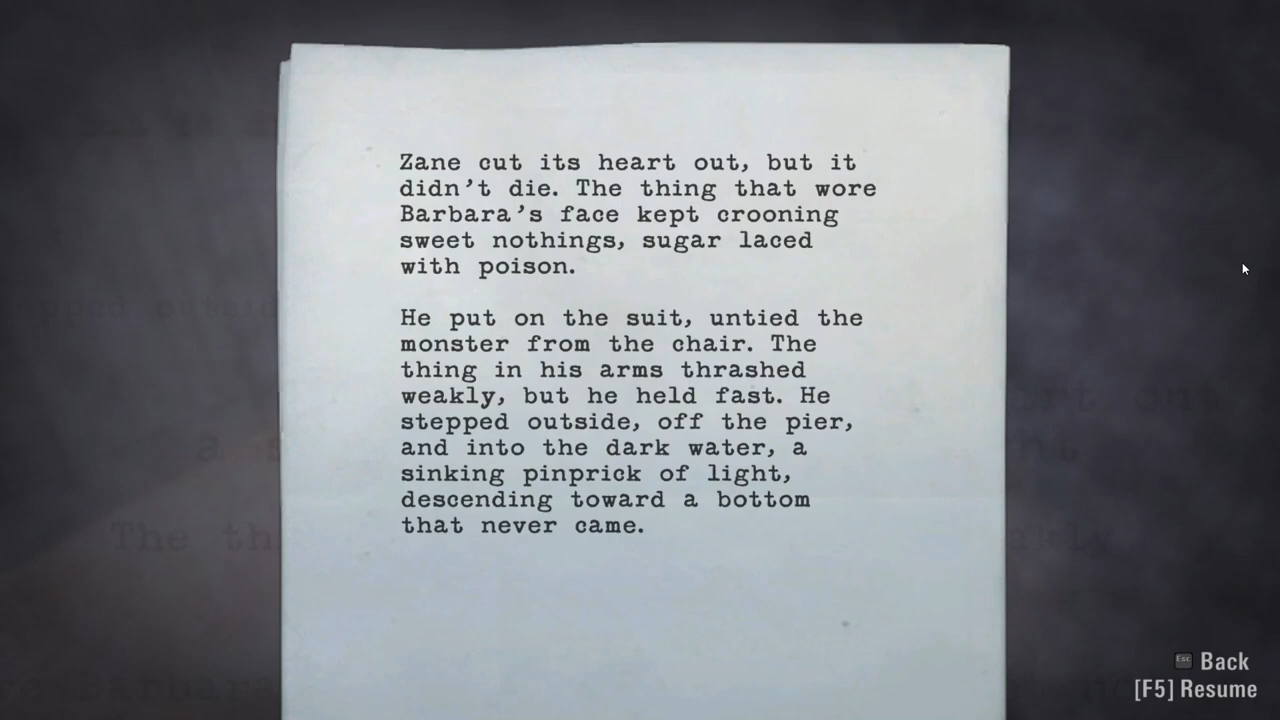 Zane cut its heart out, but it
didn't die. The thing that wore
Barbara's face kept crooning
sweet nothings, sugar laced
with poison.
He put on the suit, untied the
monster from the chair. The
thing in his arms thrashed
weakly, but he held fast. He
stepped outside, off the pier,
and into the dark water, a
sinking pinprick of light,
descending toward a bottom
that never came.
Esc Back
[F5] Resume